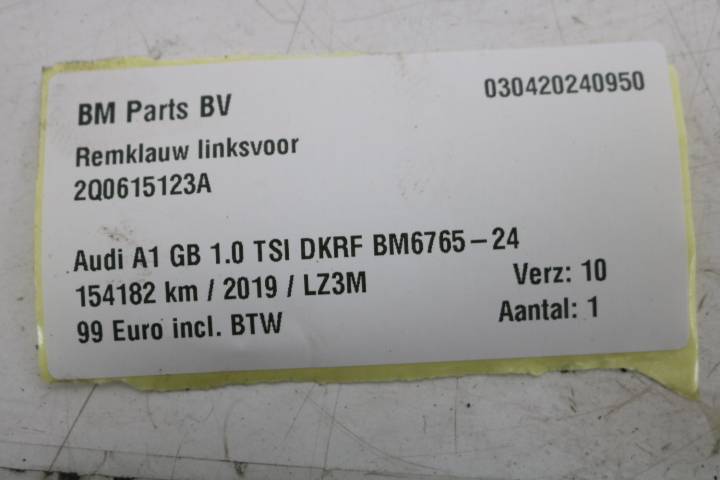 BM Parts BV
030420240950
Remklauw linksvoor
2Q0615123A
Audi A1 GB 1.0 TSI DKRF BM6765-24
154182 km / 2019 / LZ3M
Verz: 10
99 Euro incl. BTW
Aantal: 1